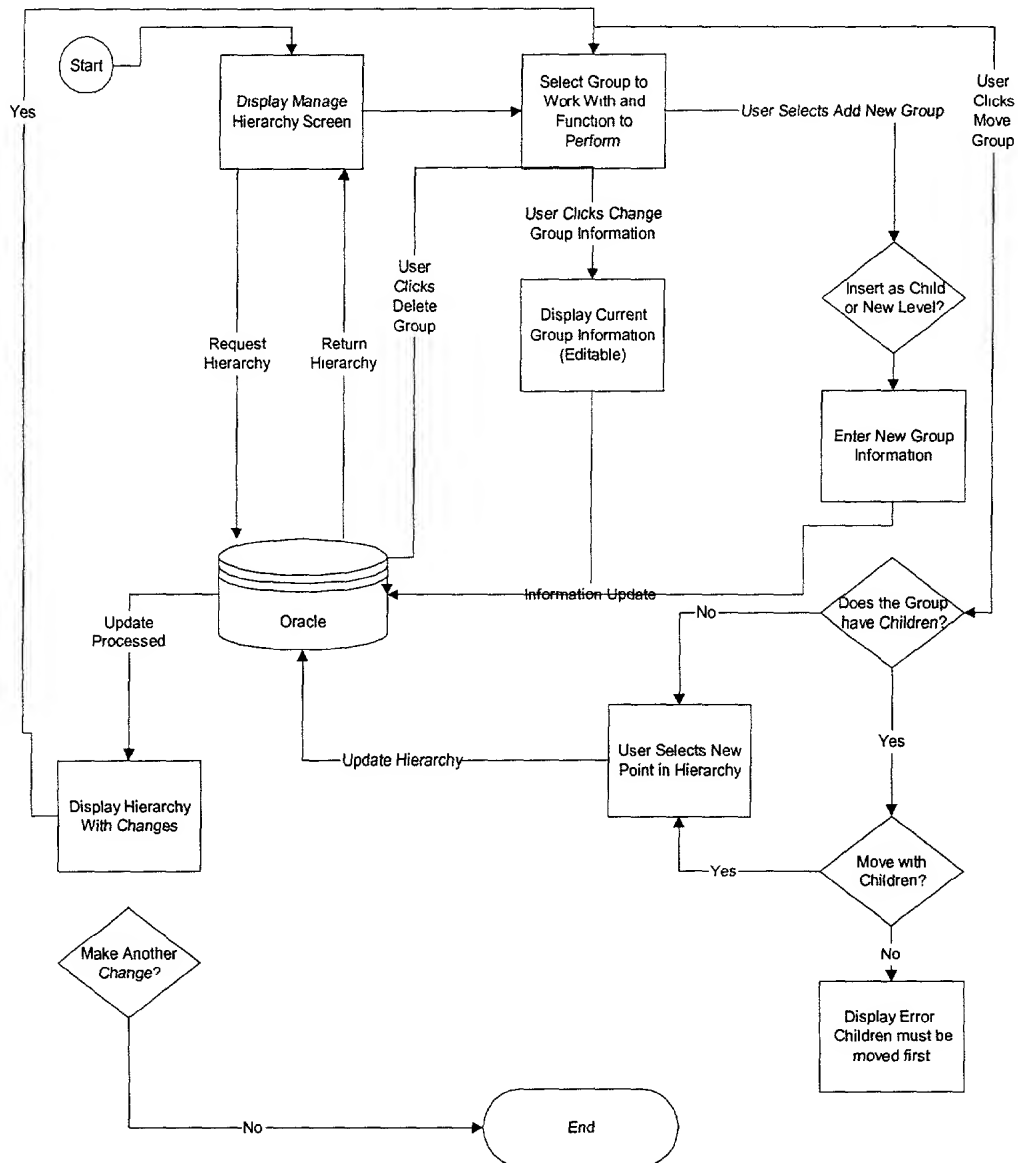 Start
Yes
Display Manage
Hierarchy Screen
Select Group to
Work With and
Function to
Perform
User Selects Add New Group
User
Clicks
Move
Group
User Clicks Change
Group Information
User
Clicks
Delete
Group
Request
Hierarchy
Return
Hierarchy
Display Current
Group Information
(Editable)
Insert as Child
or New Level?
Enter New Group
Information
Oracle
Information Update
Update
Processed
No
Does the Group
have Children?
Yes
User Selects New
Point in Hierarchy
Update Hierarchy
Display Hierarchy
With Changes
Yes
Move with
Children?
No
Make Another
Change?
Display Error
Children must be
moved first
No
End